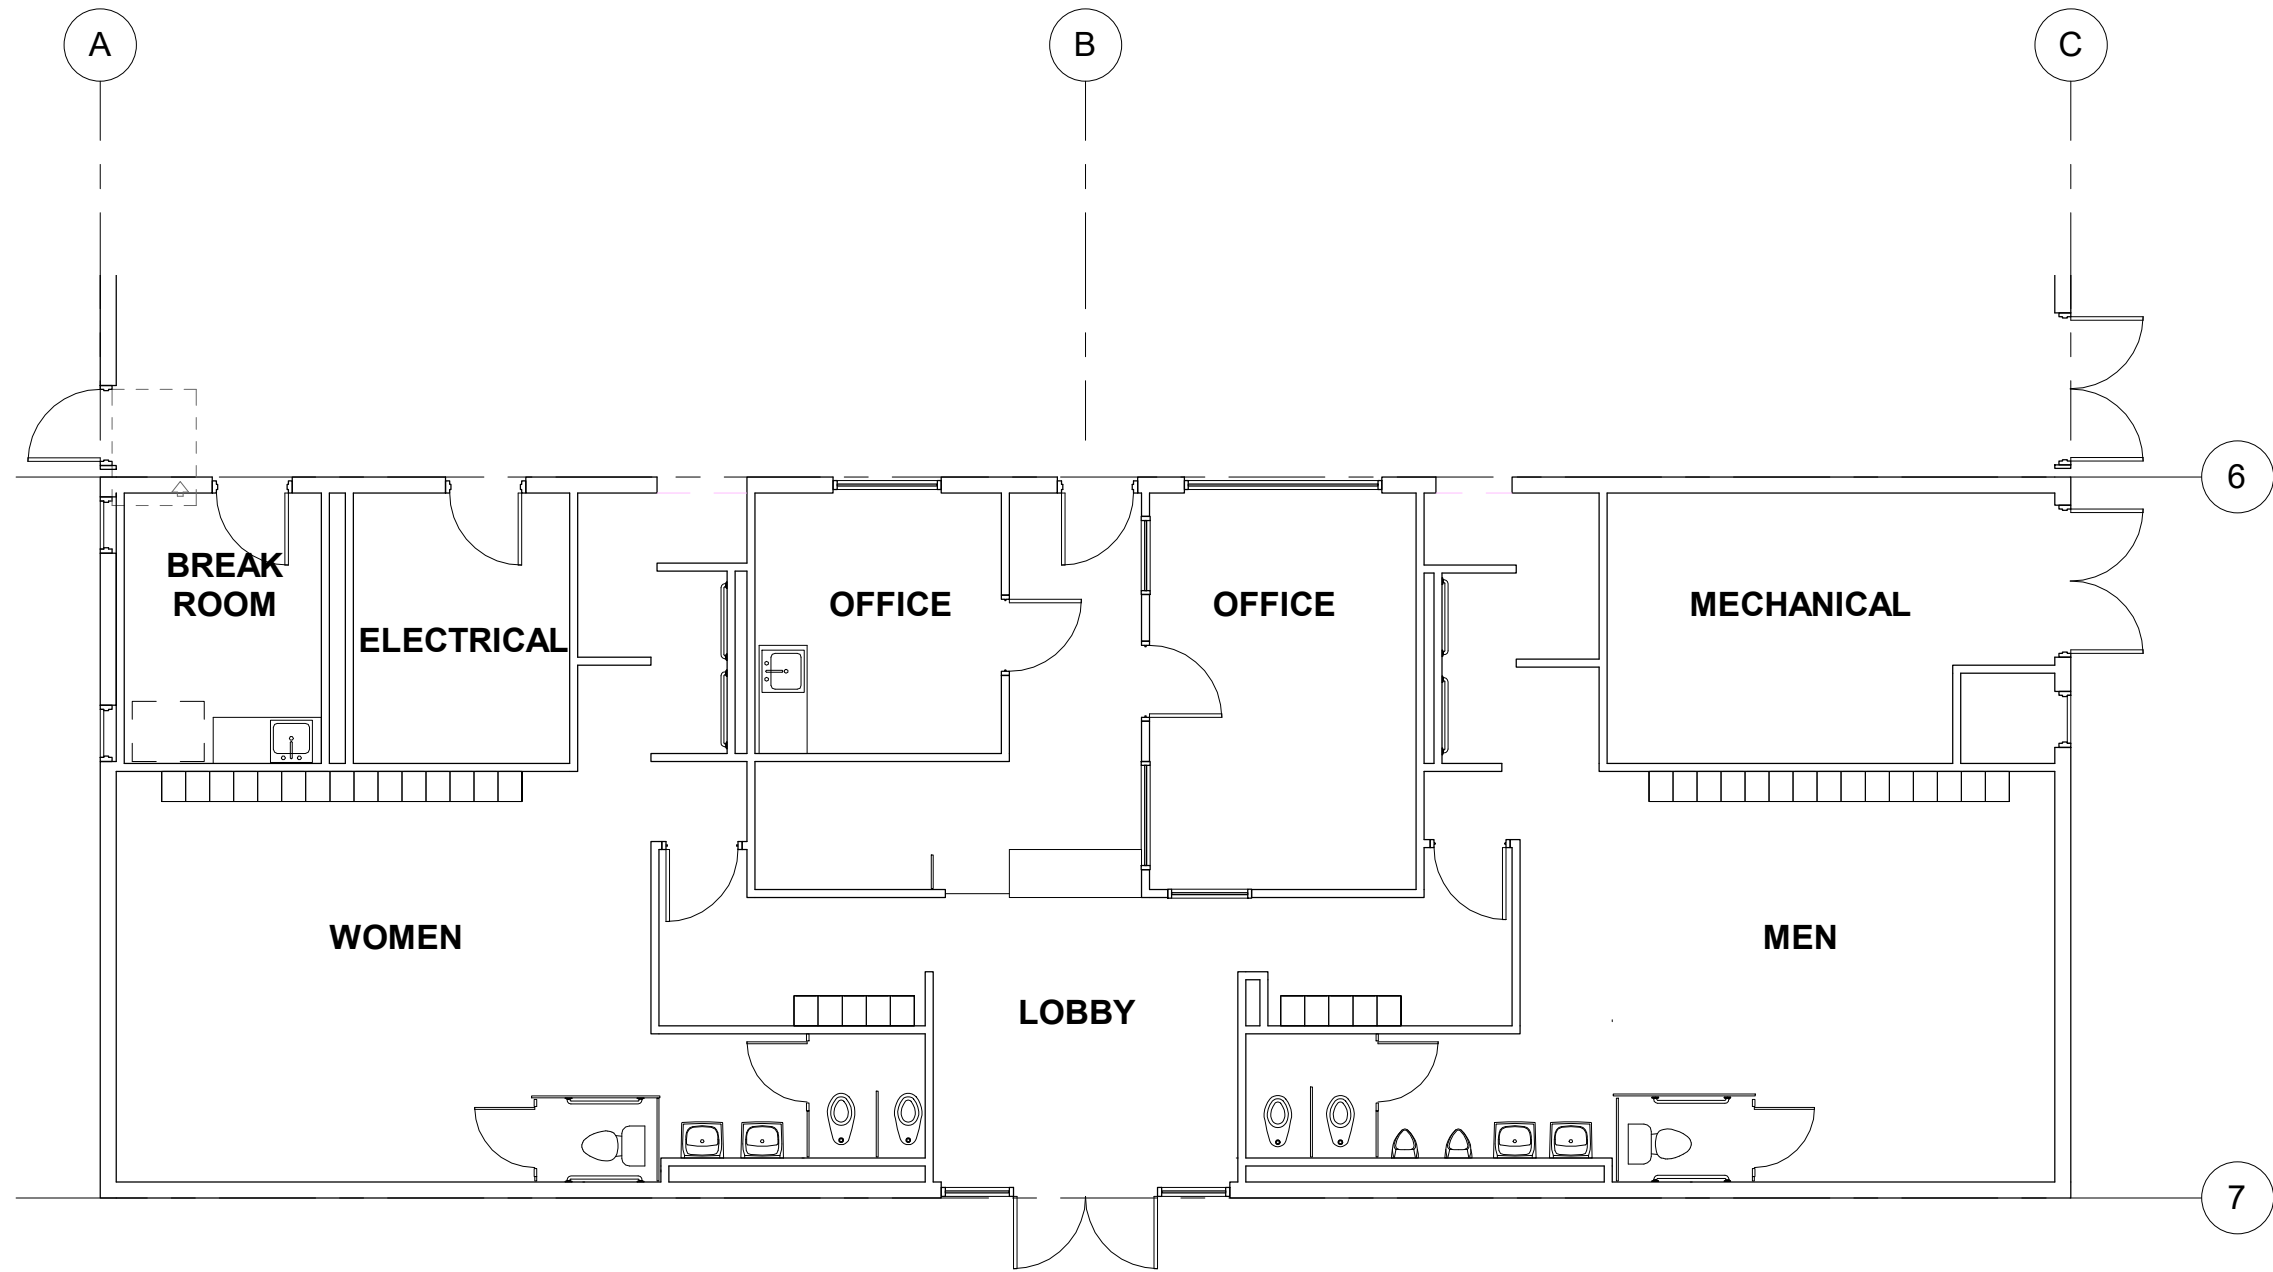 A
B
C
6
BREAK
ROOM
OFFICE
OFFICE
MECHANICAL
ELECTRICAL
WOMEN
MEN
LOBBY
7